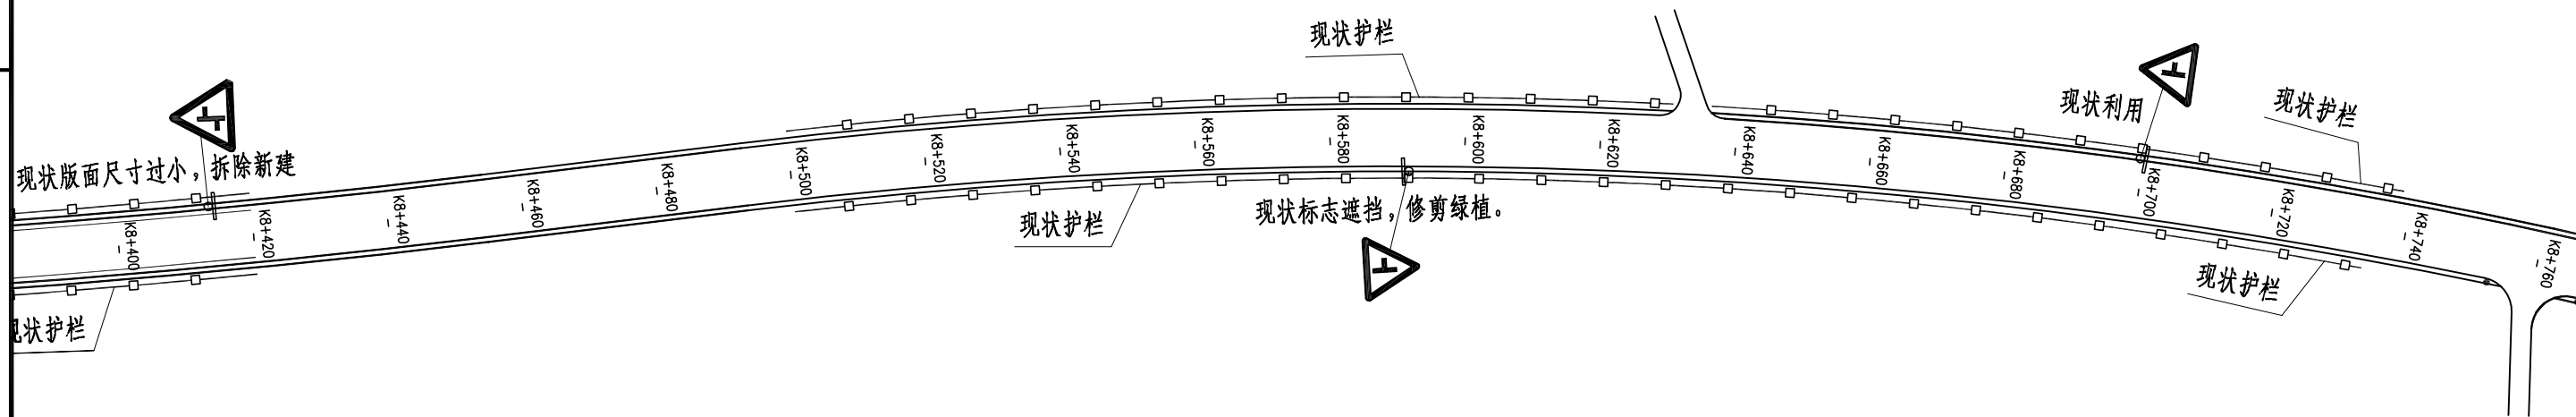 现状护栏
现状利用
现状护栏
现状版面尺寸过小，拆除新建
K8+400
K8+420
K8+440
K8+460
K8+480
K8+500
K8+520
K8+540
K8+560
K8+580
K8+600
K8+620
K8+640
K8+660
K8+680
K8+700
K8+720
K8+740
K8+760
现状护栏
现状标志遮挡，修剪绿植。
现状护栏
现状护栏